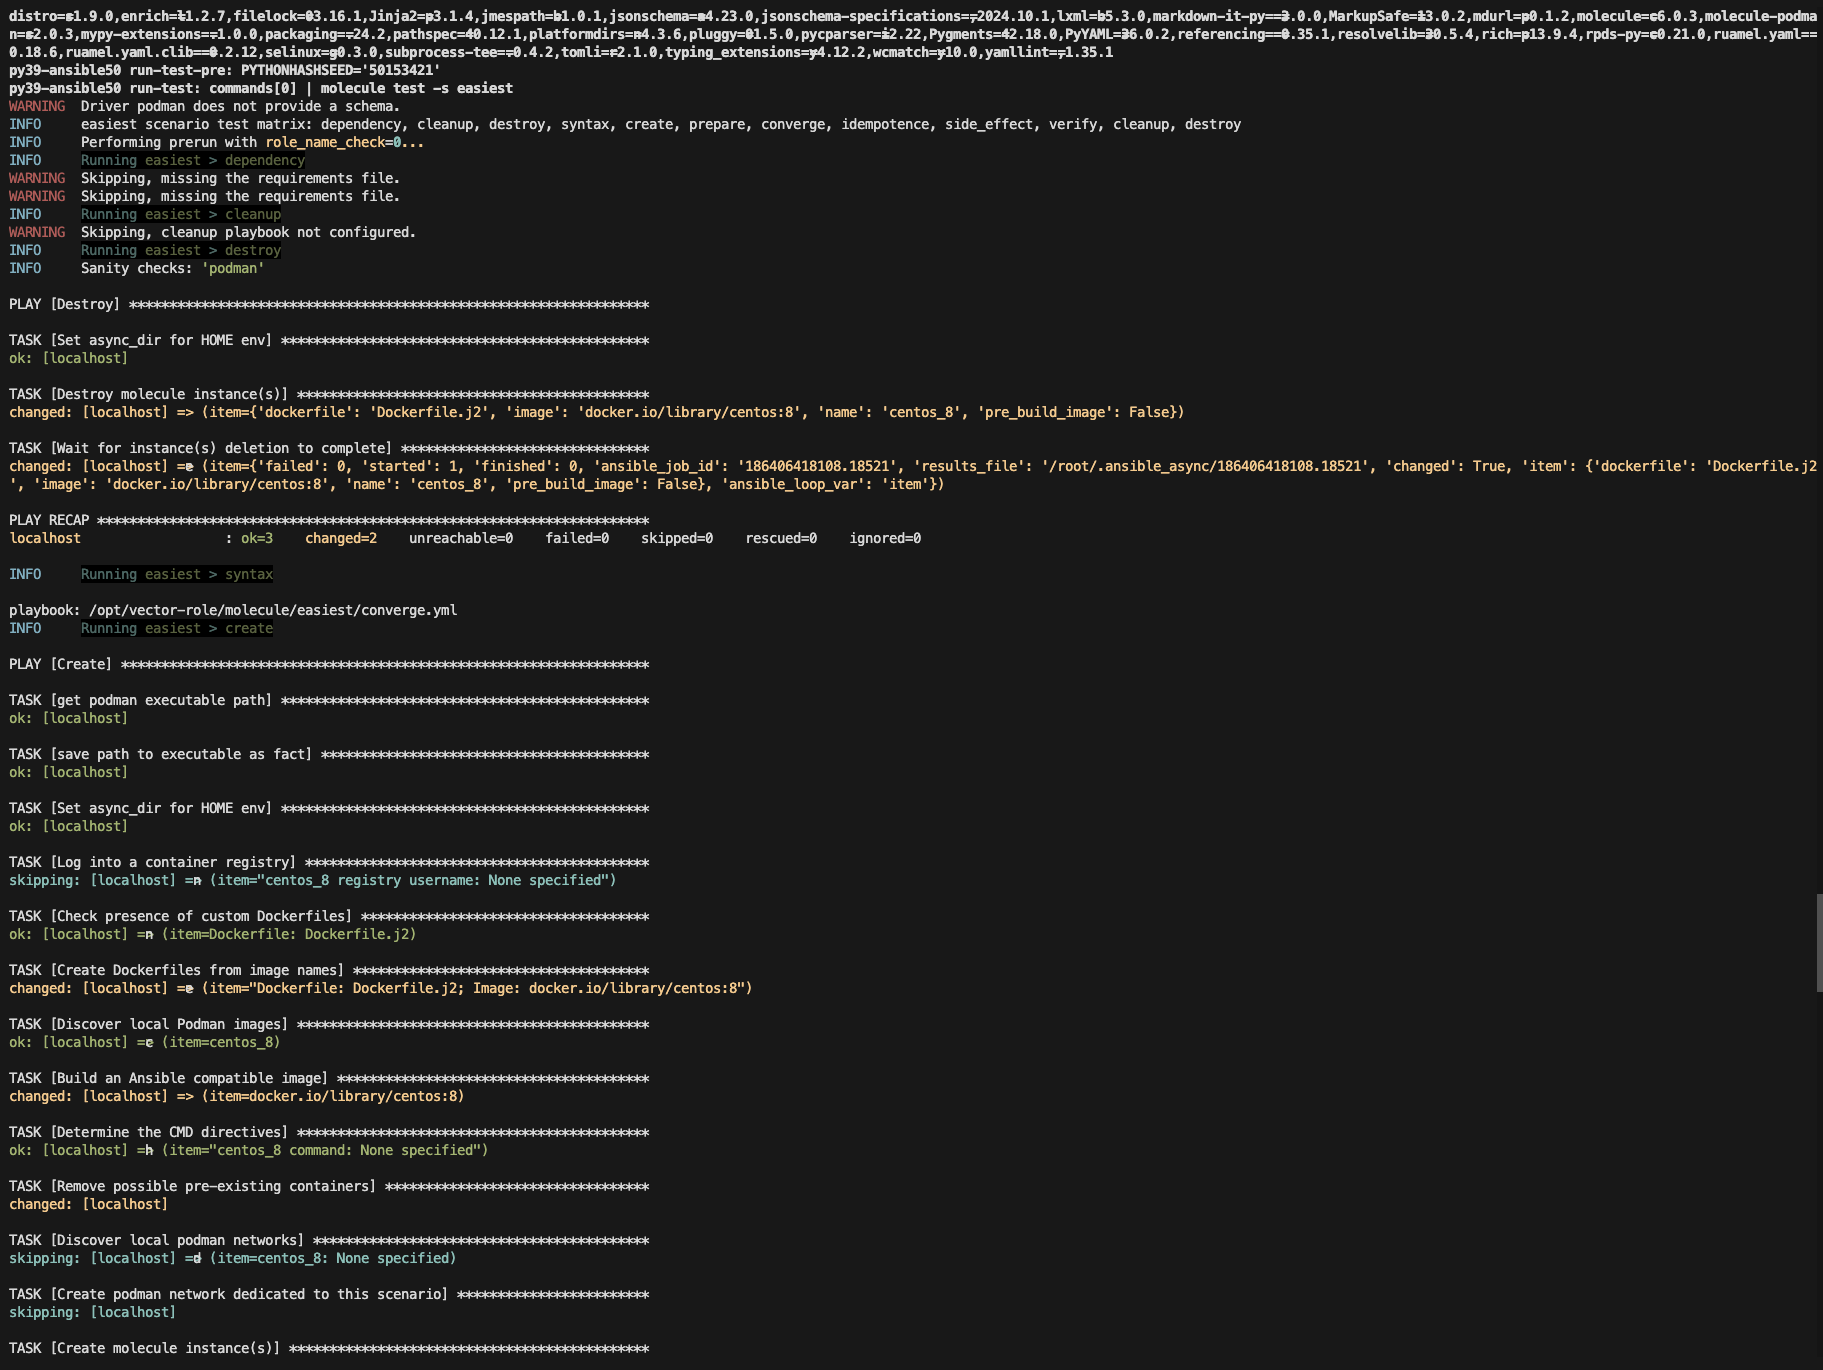 distro==1.9.0,enrich==1.2.7,filelock==3.16.1,Jinja2==3.1.4,jmespath==1.0.1,jsonschema==4.23.0,jsonschema-specifications==2024.10.1,lxml==5.3.0,markdown-it-py==3.0.0,MarkupSafe==3.0.2,mdurl==0.1.2,molecule==6.0.3,molecule-podma
n==2.0.3,mypy-extensions==1.0.0,packaging==24.2,pathspec==0.12.1,platformdirs==4.3.6,pluggy==1.5.0,pycparser==2.22,Pygments==2.18.0,PyYAML==6.0.2,referencing==0.35.1,resolvelib==0.5.4,rich==13.9.4,rpds-py==0.21.0,ruamel.yaml==
0.18.6,ruamel.yaml.clib==0.2.12,selinux==0.3.0,subprocess-tee==0.4.2,tomli==2.1.0,typing_extensions==4.12.2,wcmatch==10.0,yamllint==1.35.1
py39-ansible50 run-test-pre: PYTHONHASHSEED='50153421'
py39-ansible50 run-test: commands[0] | molecule test -s easiest
WARNING  Driver podman does not provide a schema.
INFO     easiest scenario test matrix: dependency, cleanup, destroy, syntax, create, prepare, converge, idempotence, side_effect, verify, cleanup, destroy
INFO     Performing prerun with role_name_check=0...
INFO     Running easiest > dependency
WARNING  Skipping, missing the requirements file.
WARNING  Skipping, missing the requirements file.
INFO     Running easiest > cleanup
WARNING  Skipping, cleanup playbook not configured.
INFO     Running easiest > destroy
INFO     Sanity checks: 'podman'
PLAY [Destroy] *****************************************************************
TASK [Set async_dir for HOME env] **********************************************
ok: [localhost]
TASK [Destroy molecule instance(s)] ********************************************
changed: [localhost] => (item={'dockerfile': 'Dockerfile.j2', 'image': 'docker.io/library/centos:8', 'name': 'centos_8', 'pre_build_image': False})
TASK [Wait for instance(s) deletion to complete] *******************************
changed: [localhost] => (item={'failed': 0, 'started': 1, 'finished': 0, 'ansible_job_id': '186406418108.18521', 'results_file': '/root/.ansible_async/186406418108.18521', 'changed': True, 'item': {'dockerfile': 'Dockerfile.j2
', 'image': 'docker.io/library/centos:8', 'name': 'centos_8', 'pre_build_image': False}, 'ansible_loop_var': 'item'})
PLAY RECAP *********************************************************************
localhost                  : ok=3    changed=2    unreachable=0    failed=0    skipped=0    rescued=0    ignored=0
INFO     Running easiest > syntax
playbook: /opt/vector-role/molecule/easiest/converge.yml
INFO     Running easiest > create
PLAY [Create] ******************************************************************
TASK [get podman executable path] **********************************************
ok: [localhost]
TASK [save path to executable as fact] *****************************************
ok: [localhost]
TASK [Set async_dir for HOME env] **********************************************
ok: [localhost]
TASK [Log into a container registry] *******************************************
skipping: [localhost] => (item="centos_8 registry username: None specified")
TASK [Check presence of custom Dockerfiles] ************************************
ok: [localhost] => (item=Dockerfile: Dockerfile.j2)
TASK [Create Dockerfiles from image names] *************************************
changed: [localhost] => (item="Dockerfile: Dockerfile.j2; Image: docker.io/library/centos:8")
TASK [Discover local Podman images] ********************************************
ok: [localhost] => (item=centos_8)
TASK [Build an Ansible compatible image] ***************************************
changed: [localhost] => (item=docker.io/library/centos:8)
TASK [Determine the CMD directives] ********************************************
ok: [localhost] => (item="centos_8 command: None specified")
TASK [Remove possible pre-existing containers] *********************************
changed: [localhost]
TASK [Discover local podman networks] ******************************************
skipping: [localhost] => (item=centos_8: None specified)
TASK [Create podman network dedicated to this scenario] ************************
skipping: [localhost]
TASK [Create molecule instance(s)] *********************************************